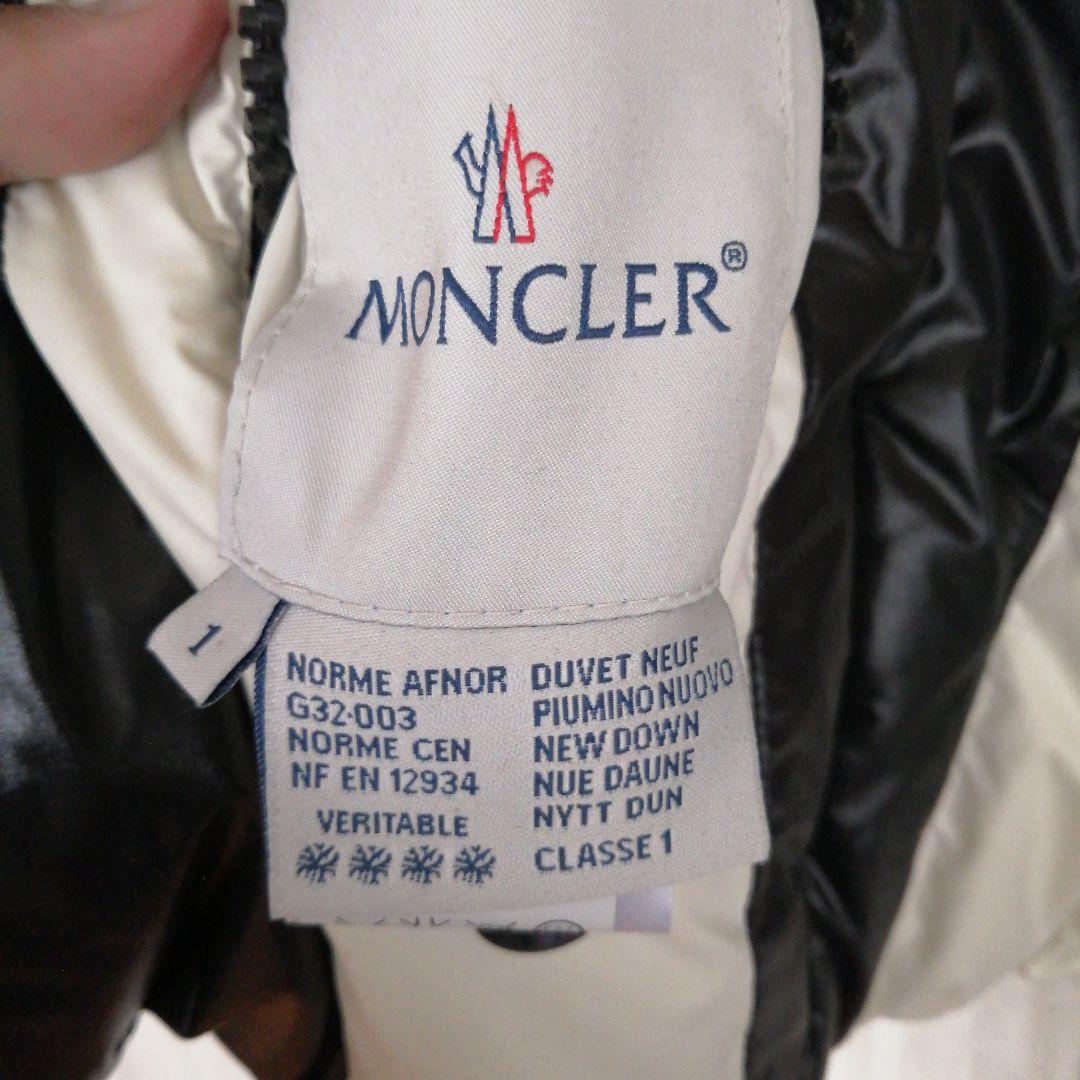 MONCLER®
1
NORME AFNOR
G32·003
NORME CEN
NF EN 12934
VERITABLE
DUVET NEUF
PIUMINO NUOVO
NEW DOWN
NUE DAUNE
NYTT DUN
CLASSE 1